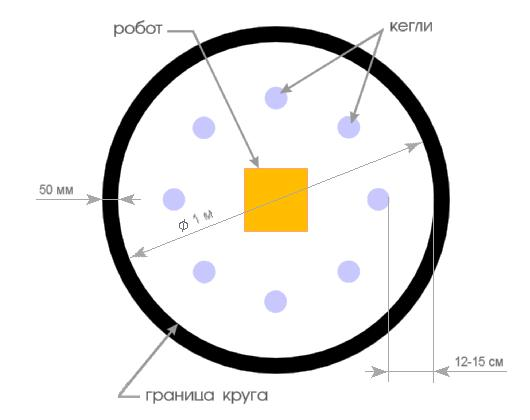 робот
кегли
50 мм
Ф 1 м
12-15 см
граница круга